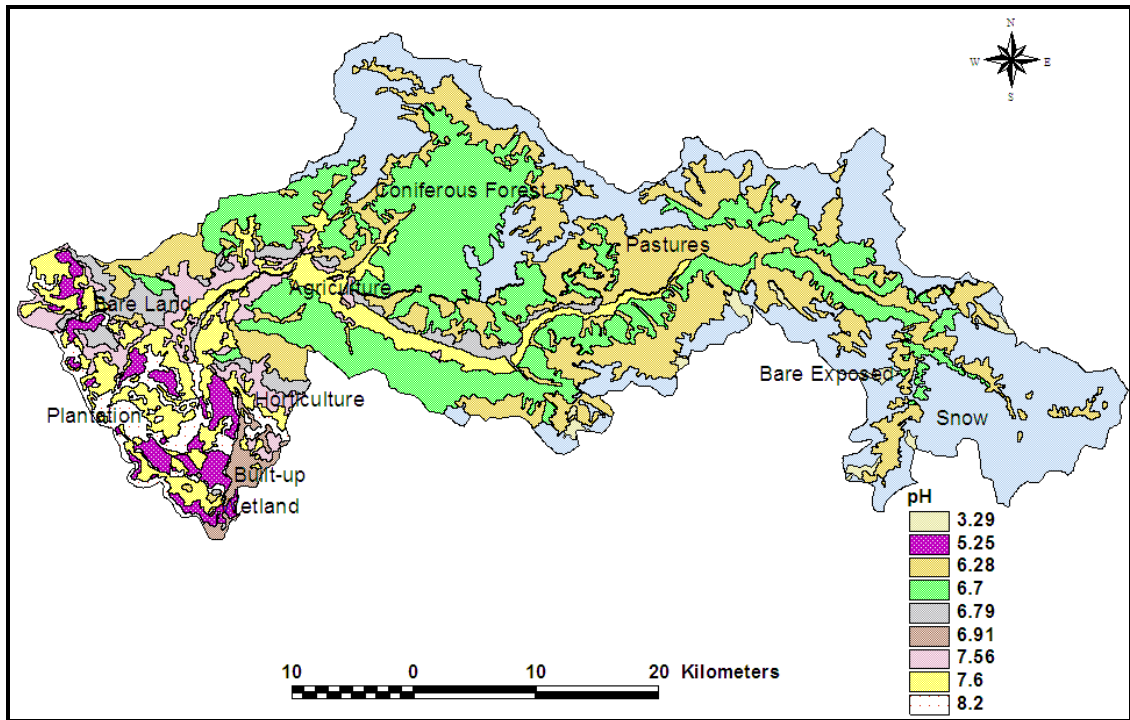 N
W E
S
Coniferous Forest
Pastures
Agriculture
Bare Land
Bare Exposed
Horticulture
Plantation
Snow
Built-up
etland
pH
3.29
5.25
6.28
6.7
6.79
6.91
7.56
7.6
8.2
10 0 10 20 Kilometers